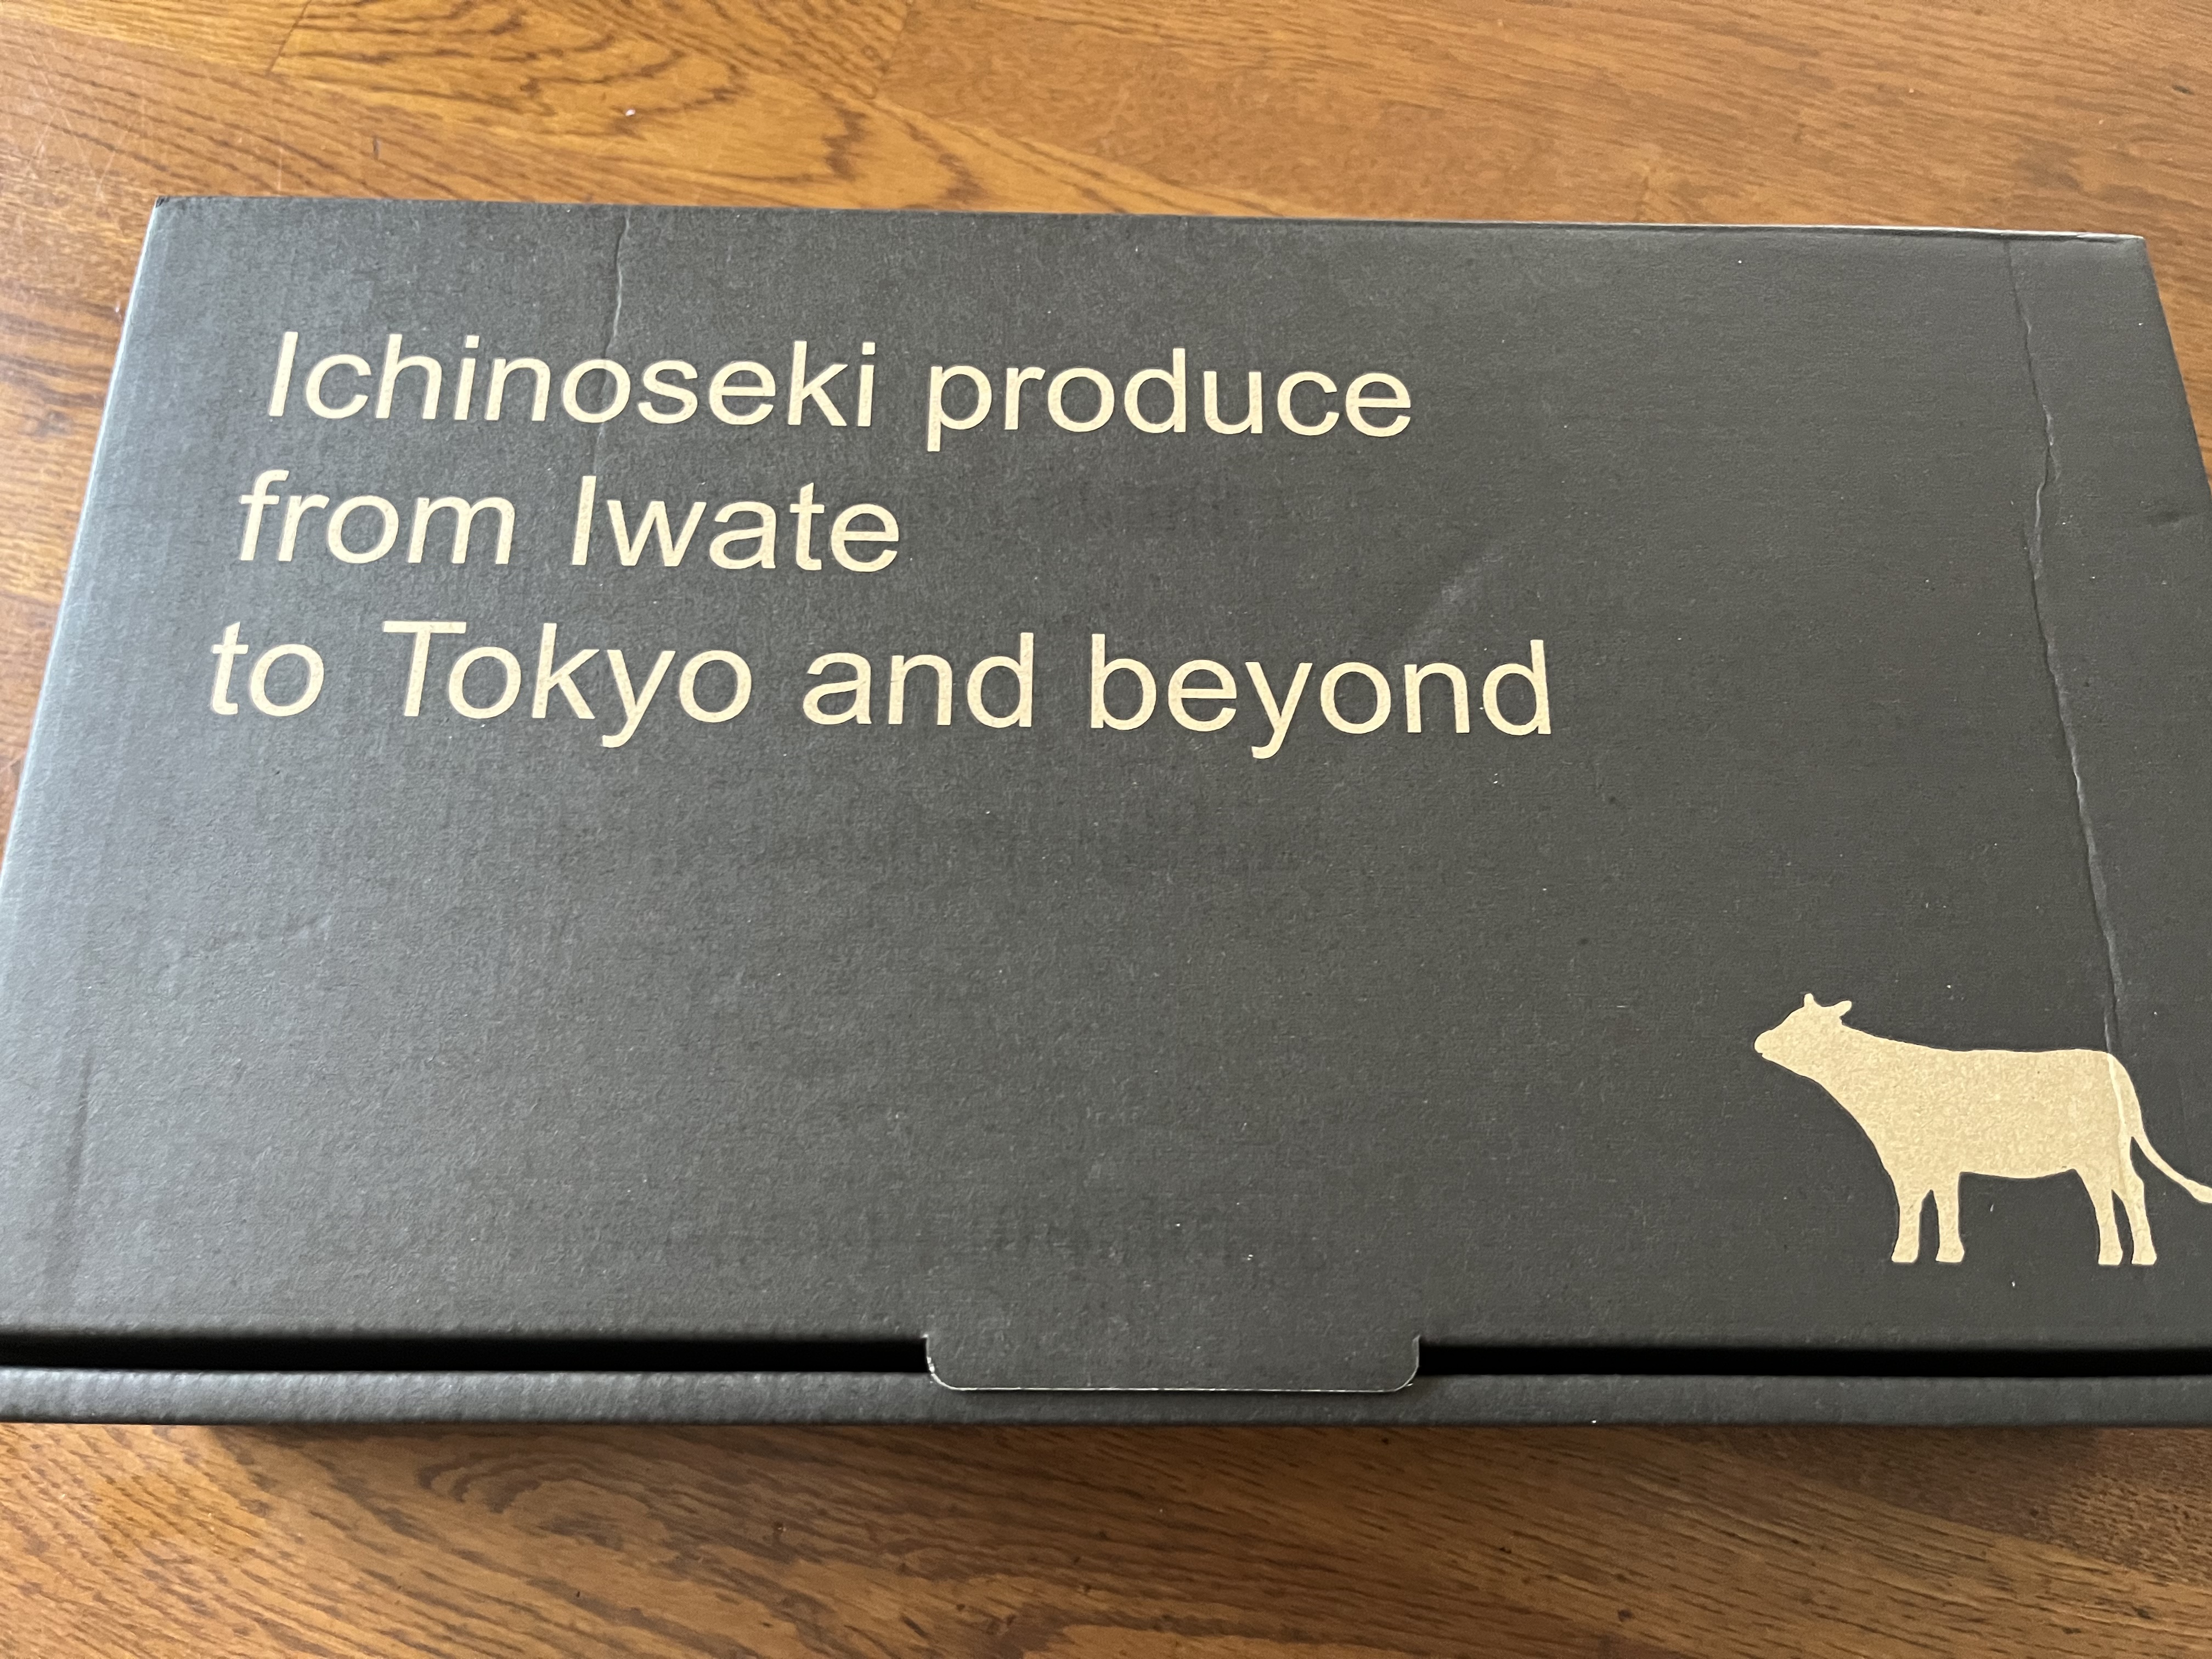 Ichinoseki produce
from Iwate
to Tokyo and beyond